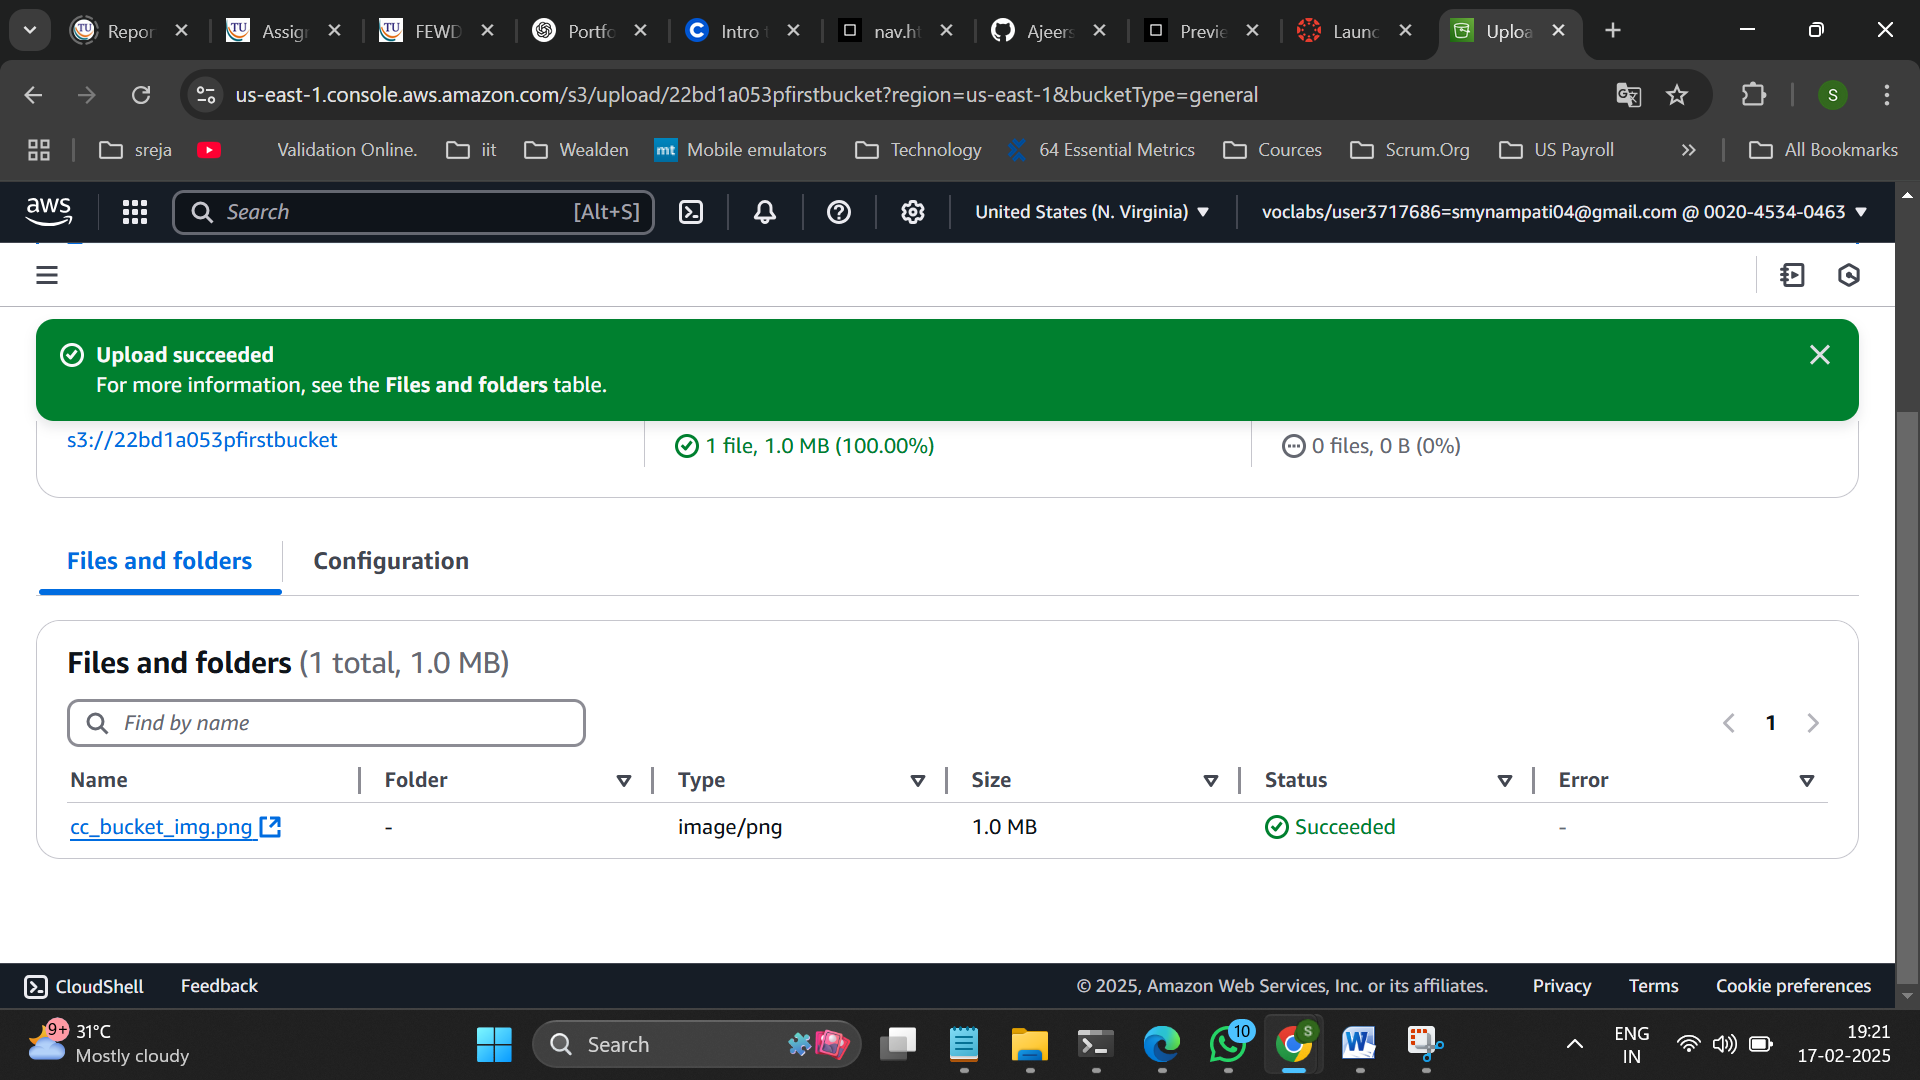 Repor
Assign
FEWD
Portfo
Intro t
nav.ht
Ajeers
Previe
Launc
Uploa
us-east-1.console.aws.amazon.com/s3/upload/22bd1a053pfirstbucket?region=us-east-1&bucketType=general
S
sreja
Validation Online.
iit
Wealden
mt Mobile emulators
Technology
64 Essential Metrics
Cources
Scrum.Org
US Payroll
All Bookmarks
aws
Search [Alt+S]
United States (N. Virginia)
voclabs/user3717686=smynampati04@gmail.com @ 0020-4534-0463
Upload succeeded
For more information, see the Files and folders table.
s3://22bd1a053pfirstbucket
1 file, 1.0 MB (100.00%)
0 files, 0 B (0%)
Files and folders
Configuration
Files and folders (1 total, 1.0 MB)
Find by name
1
Name Folder Type Size Status Error
cc_bucket_img.png - image/png 1.0 MB Succeeded -
CloudShell
Feedback
© 2025, Amazon Web Services, Inc. or its affiliates.
Privacy
Terms
Cookie preferences
9+
31°C
Mostly cloudy
Search
10
S
ENG
IN
19:21
17-02-2025